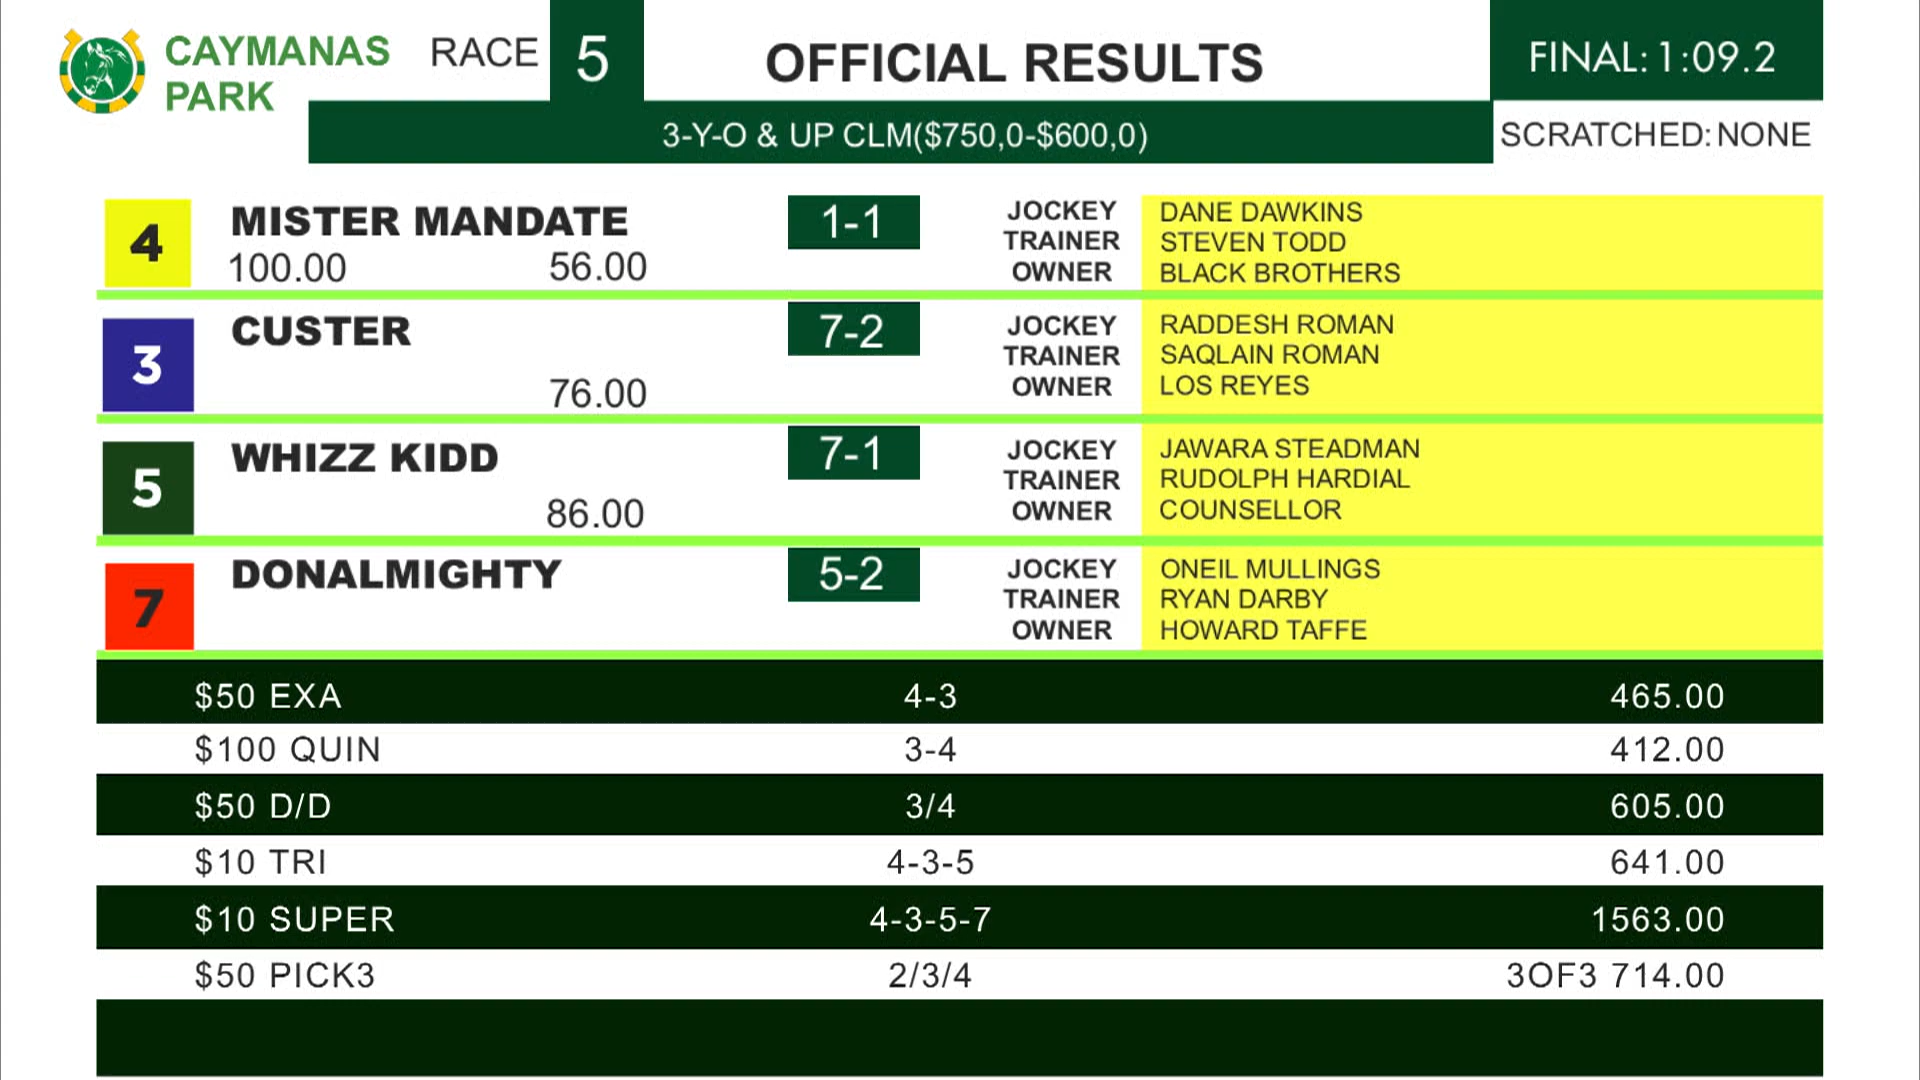 CAYMANAS PARK
RACE 5
OFFICIAL RESULTS
FINAL: 1:09.2
3-Y-O & UP CLM($750,0-$600,0)
SCRATCHED: NONE
4 MISTER MANDATE 1-1
100.00 56.00
JOCKEY DANE DAWKINS
TRAINER STEVEN TODD
OWNER BLACK BROTHERS
3 CUSTER 7-2
76.00
JOCKEY RADDESH ROMAN
TRAINER SAQLAIN ROMAN
OWNER LOS REYES
5 WHIZZ KIDD 7-1
86.00
JOCKEY JAWARA STEADMAN
TRAINER RUDOLPH HARDIAL
OWNER COUNSELLOR
7 DONALMIGHTY 5-2
JOCKEY ONEIL MULLINGS
TRAINER RYAN DARBY
OWNER HOWARD TAFFE
$50 EXA 4-3 465.00
$100 QUIN 3-4 412.00
$50 D/D 3/4 605.00
$10 TRI 4-3-5 641.00
$10 SUPER 4-3-5-7 1563.00
$50 PICK3 2/3/4 3OF3 714.00